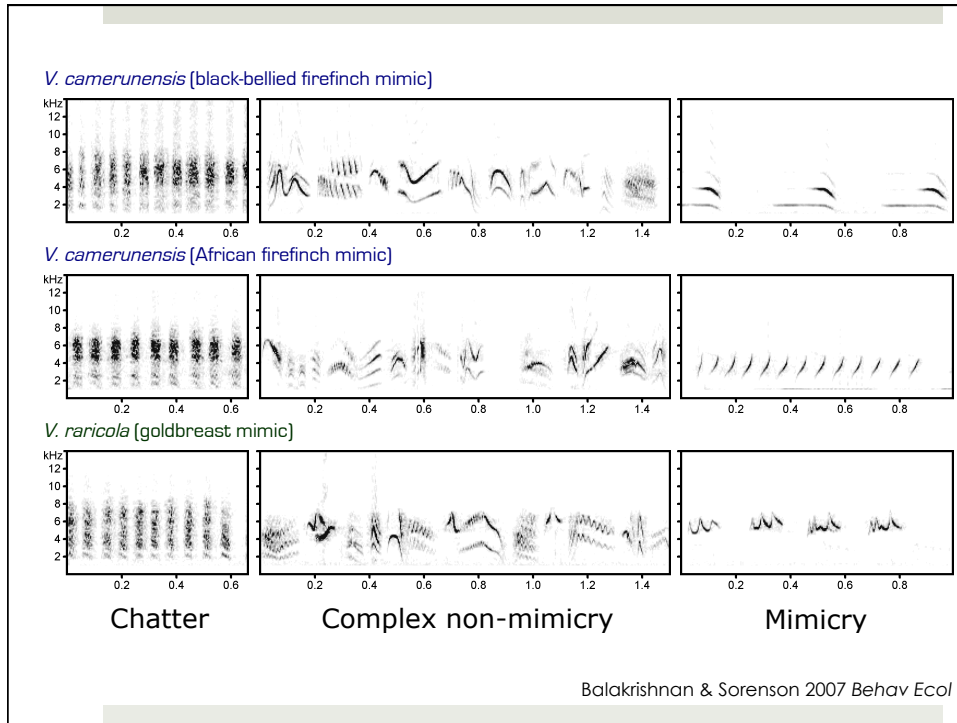 V. camerunensis (black-bellied firefinch mimic)
kHz
12
10
8
6
4
2
0.2 0.4 0.6 0.2 0.4 0.6 0.8 1.0 1.2 1.4 0.2 0.4 0.6 0.8
V. camerunensis (African firefinch mimic)
kHz
12
10
8
6
4
2
0.2 0.4 0.6 0.2 0.4 0.6 0.8 1.0 1.2 1.4 0.2 0.4 0.6 0.8
V. raricola (goldbreast mimic)
kHz
12
10
8
6
4
2
0.2 0.4 0.6 0.2 0.4 0.6 0.8 1.0 1.2 1.4 0.2 0.4 0.6 0.8
Chatter Complex non-mimicry Mimicry
Balakrishnan & Sorenson 2007 Behav Ecol